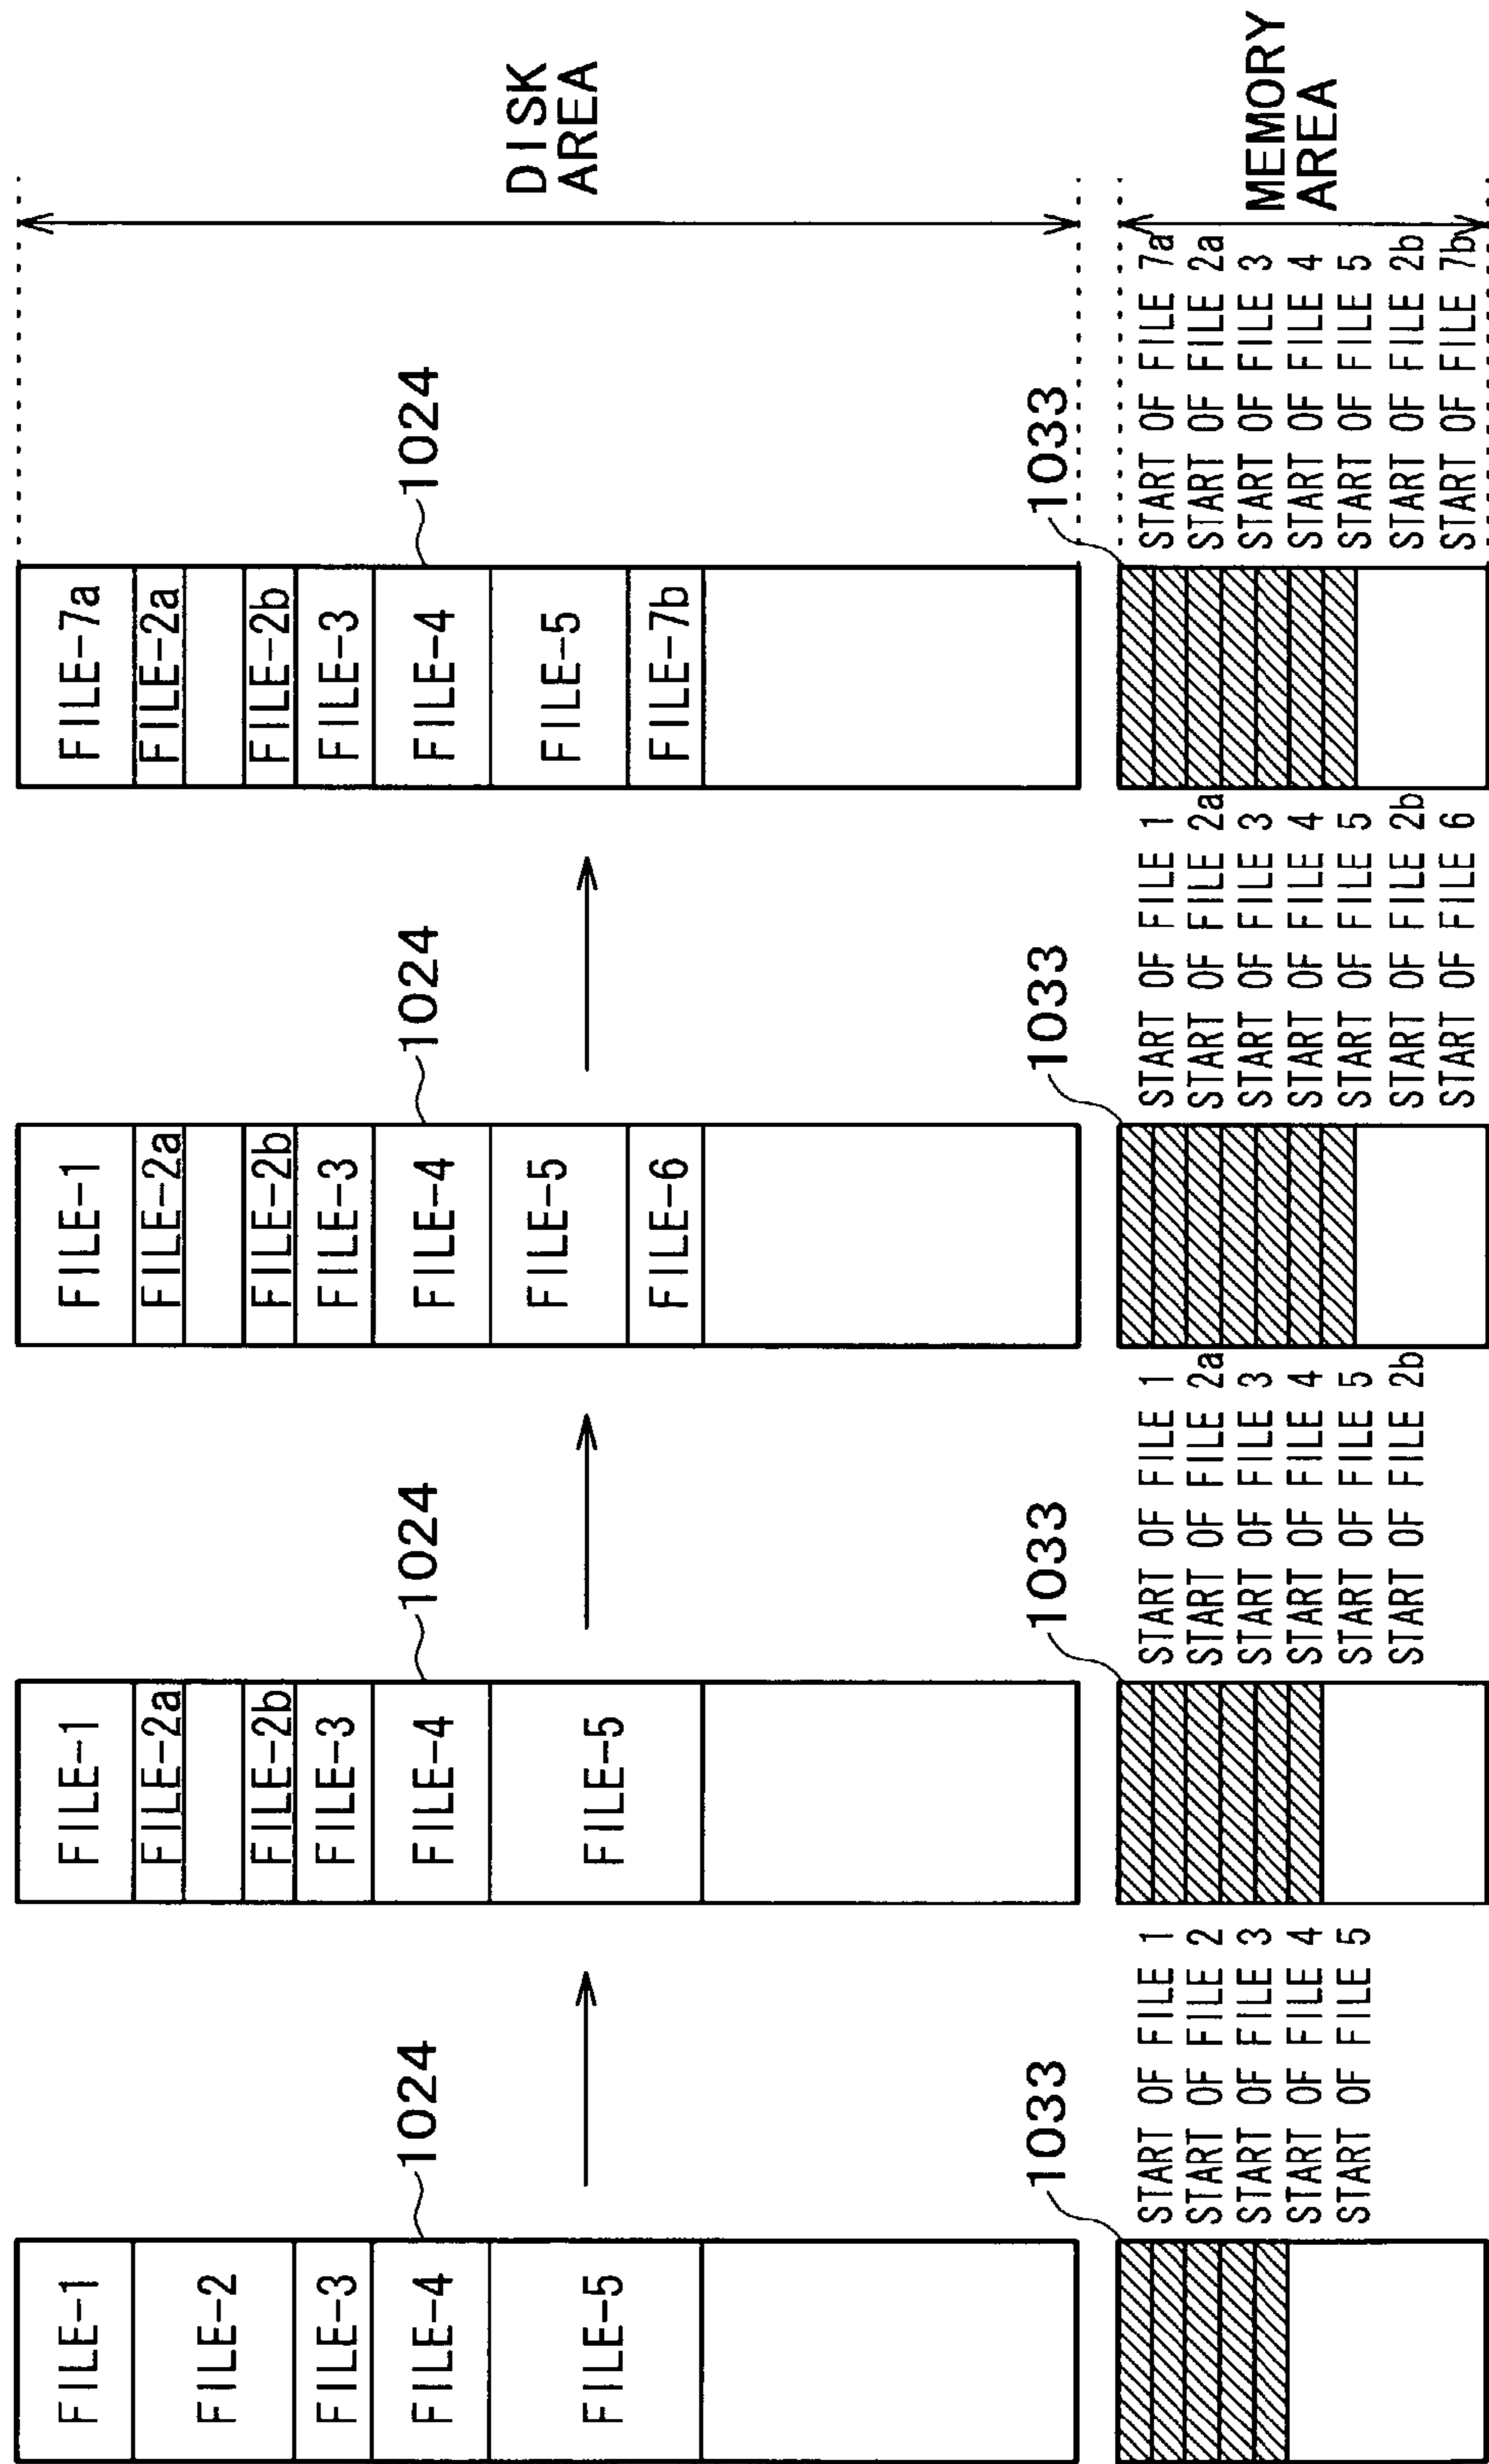 FILE-1
FILE-2
FILE-3
FILE-4
FILE-5
1024
1033
START OF FILE 1
START OF FILE 2
START OF FILE 3
START OF FILE 4
START OF FILE 5
FILE-1
FILE-2a
FILE-2b
FILE-3
FILE-4
FILE-5
1024
1033
START OF FILE 1
START OF FILE 2a
START OF FILE 3
START OF FILE 4
START OF FILE 5
START OF FILE 2b
FILE-1
FILE-2a
FILE-2b
FILE-3
FILE-4
FILE-5
FILE-6
1024
1033
START OF FILE 1
START OF FILE 2a
START OF FILE 3
START OF FILE 4
START OF FILE 5
START OF FILE 2b
START OF FILE 6
FILE-7a
FILE-2a
FILE-2b
FILE-3
FILE-4
FILE-5
FILE-7b
1024
1033
START OF FILE 7a
START OF FILE 2a
START OF FILE 3
START OF FILE 4
START OF FILE 5
START OF FILE 2b
START OF FILE 7b
DISK
AREA
MEMORY
AREA